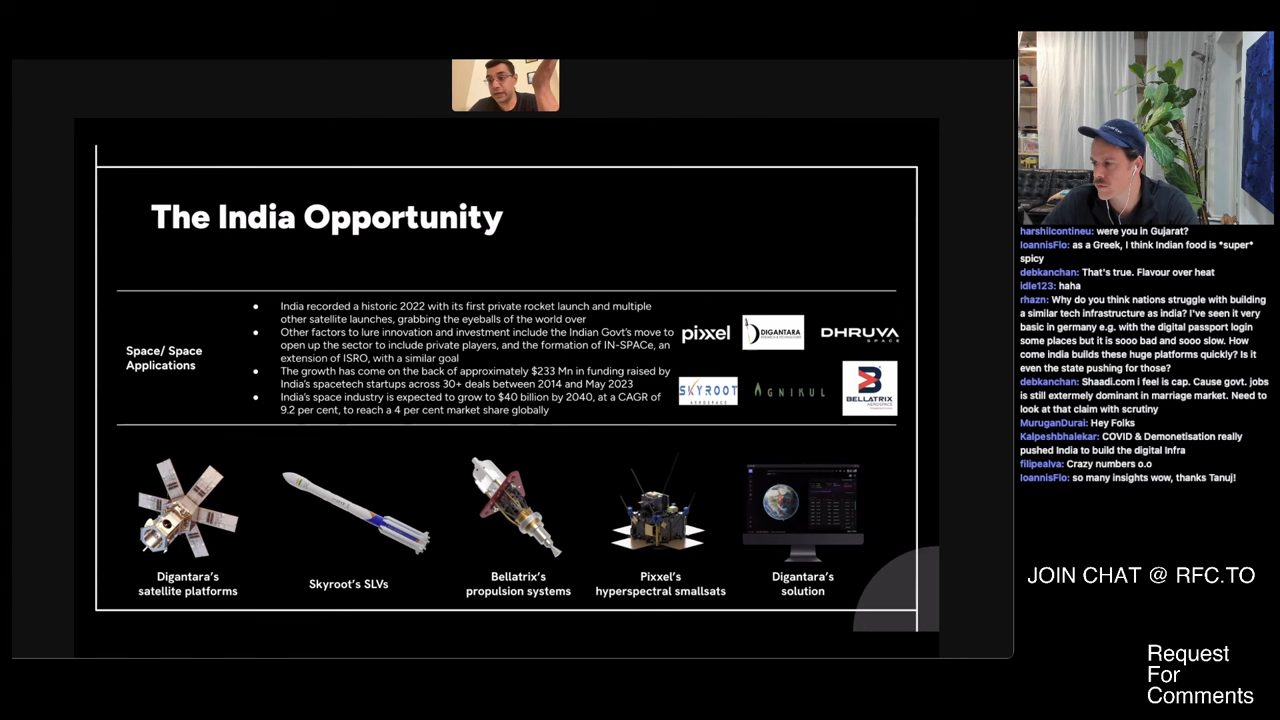 The India Opportunity
Space/ Space
Applications
● India recorded a historic 2022 with its first private rocket launch and multiple
other satellite launches, grabbing the eyeballs of the world over
● Other factors to lure innovation and investment include the Indian Govt's move to
open up the sector to include private players, and the formation of IN-SPACe, an
extension of ISRO, with a similar goal
● The growth has come on the back of approximately $233 Mn in funding raised by
India's spacetech startups across 30+ deals between 2014 and May 2023
● India's space industry is expected to grow to $40 billion by 2040, at a CAGR of
9.2 per cent, to reach a 4 per cent market share globally
pixxel
DIGANTARA
DHRUVA
SPACE
SKYROOT
AEROSPACE
AGNIKUL
BELLATRIX
AEROSPACE
Digantara's
satellite platforms
Skyroot's SLVs
Bellatrix's
propulsion systems
Pixxel's
hyperspectral smallsats
Digantara's
solution
harshilcontineu: were you in Gujarat?
IoannisFlo: as a Greek, I think Indian food is *super*
spicy
debkanchan: That's true. Flavour over heat
idle123: haha
rhazn: Why do you think nations struggle with building
a similar tech infrastructure as india? I've seen it very
basic in germany e.g. with the digital passport login
some places but it is sooo bad and sooo slow. How
come india builds these huge platforms quickly? Is it
even the state pushing for those?
debkanchan: Shaadi.com i feel is cap. Cause govt. jobs
is still extermely dominant in marriage market. Need to
look at that claim with scrutiny
MuruganDurai: Hey Folks
Kalpeshbhalekar: COVID & Demonetisation really
pushed India to build the digital Infra
filipealva: Crazy numbers o.o
IoannisFlo: so many insights wow, thanks Tanuj!
JOIN CHAT @ RFC.TO
Request
For
Comments